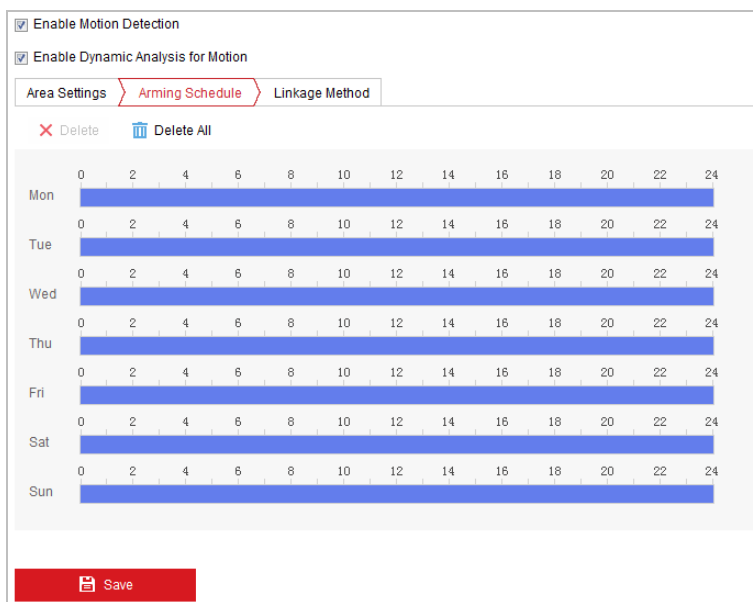 Enable Motion Detection
Enable Dynamic Analysis for Motion
Area Settings Arming Schedule Linkage Method
Delete Delete All
0 2 4 6 8 10 12 14 16 18 20 22 24
Mon
0 2 4 6 8 10 12 14 16 18 20 22 24
Tue
0 2 4 6 8 10 12 14 16 18 20 22 24
Wed
0 2 4 6 8 10 12 14 16 18 20 22 24
Thu
0 2 4 6 8 10 12 14 16 18 20 22 24
Fri
0 2 4 6 8 10 12 14 16 18 20 22 24
Sat
0 2 4 6 8 10 12 14 16 18 20 22 24
Sun
Save